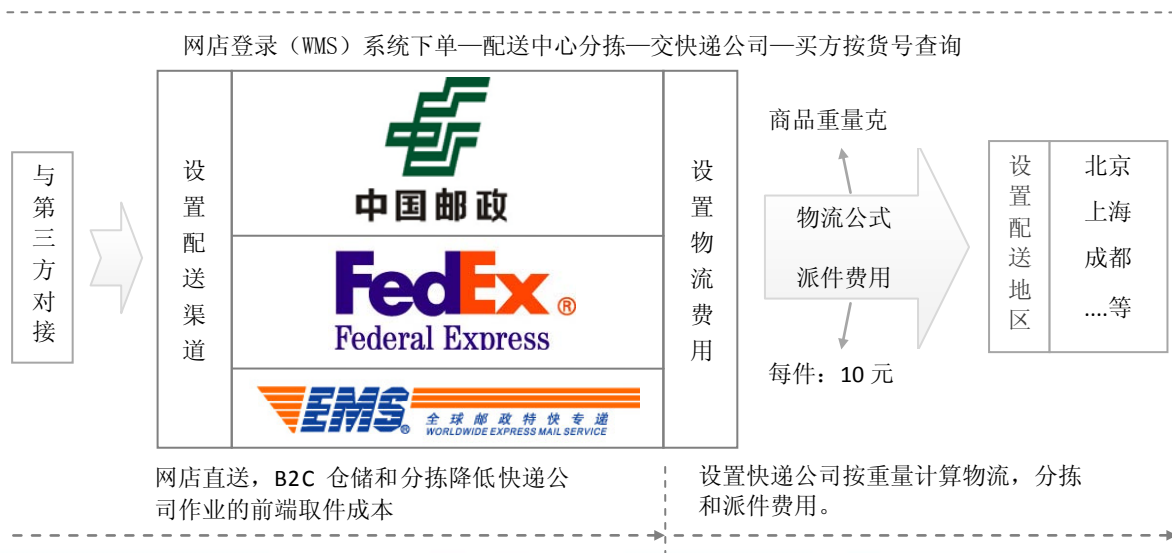 网店登录（WMS）系统下单—配送中心分拣—交快递公司—买方按货号查询
与第三方对接
设置配送渠道
中国邮政
FedEx®
Federal Express
EMS®
全球邮政特快专递
WORLDWIDE EXPRESS MAIL SERVICE
设置物流费用
商品重量克
物流公式
派件费用
每件：10 元
设置配送地区
北京
上海
成都
....等
网店直送，B2C 仓储和分拣降低快递公
司作业的前端取件成本
设置快递公司按重量计算物流，分拣
和派件费用。